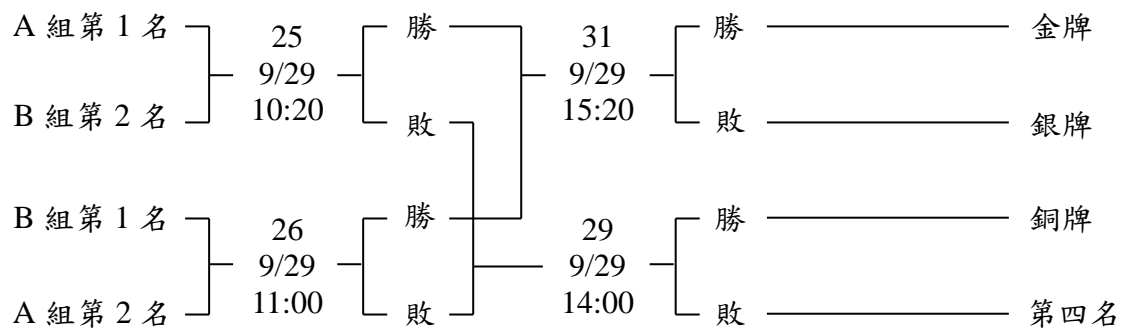 A 組第 1 名
25
9/29
10:20
勝
31
9/29
15:20
勝
金牌
B 組第 2 名
敗
敗
銀牌
B 組第 1 名
26
9/29
11:00
勝
29
9/29
14:00
勝
銅牌
A 組第 2 名
敗
敗
第四名